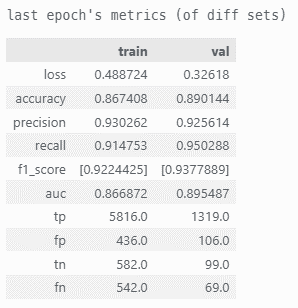 last epoch's metrics (of diff sets)
train val
loss 0.488724 0.32618
accuracy 0.867408 0.890144
precision 0.930262 0.925614
recall 0.914753 0.950288
f1_score [0.9224425] [0.9377889]
auc 0.866872 0.895487
tp 5816.0 1319.0
fp 436.0 106.0
tn 582.0 99.0
fn 542.0 69.0